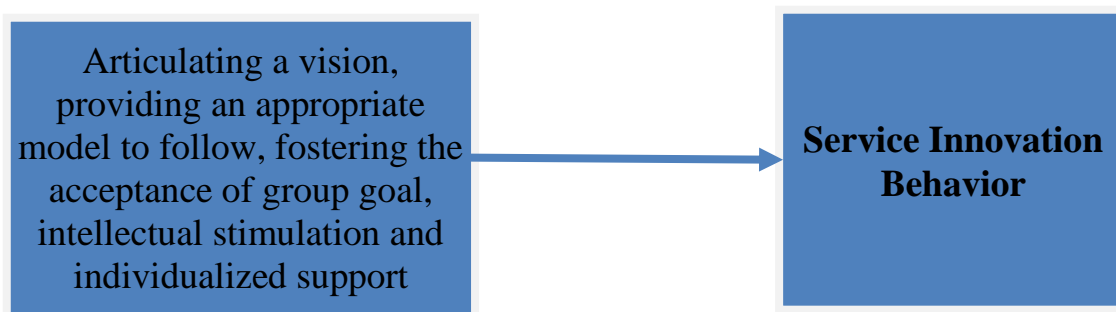 Articulating a vision,
providing an appropriate
model to follow, fostering the
acceptance of group goal,
intellectual stimulation and
individualized support
Service Innovation
Behavior